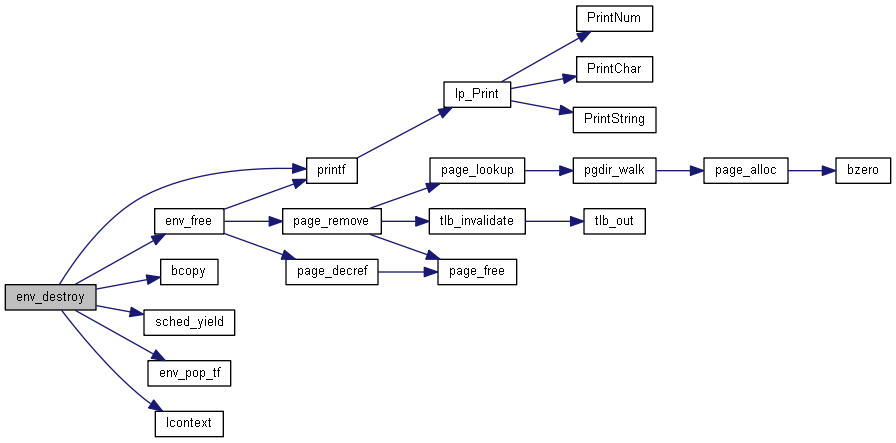 PrintNum
PrintChar
lp_Print
PrintString
printf
page_lookup
pgdir_walk
page_alloc
bzero
env_free
page_remove
tlb_invalidate
tlb_out
bcopy
page_decref
page_free
env_destroy
sched_yield
env_pop_tf
lcontext